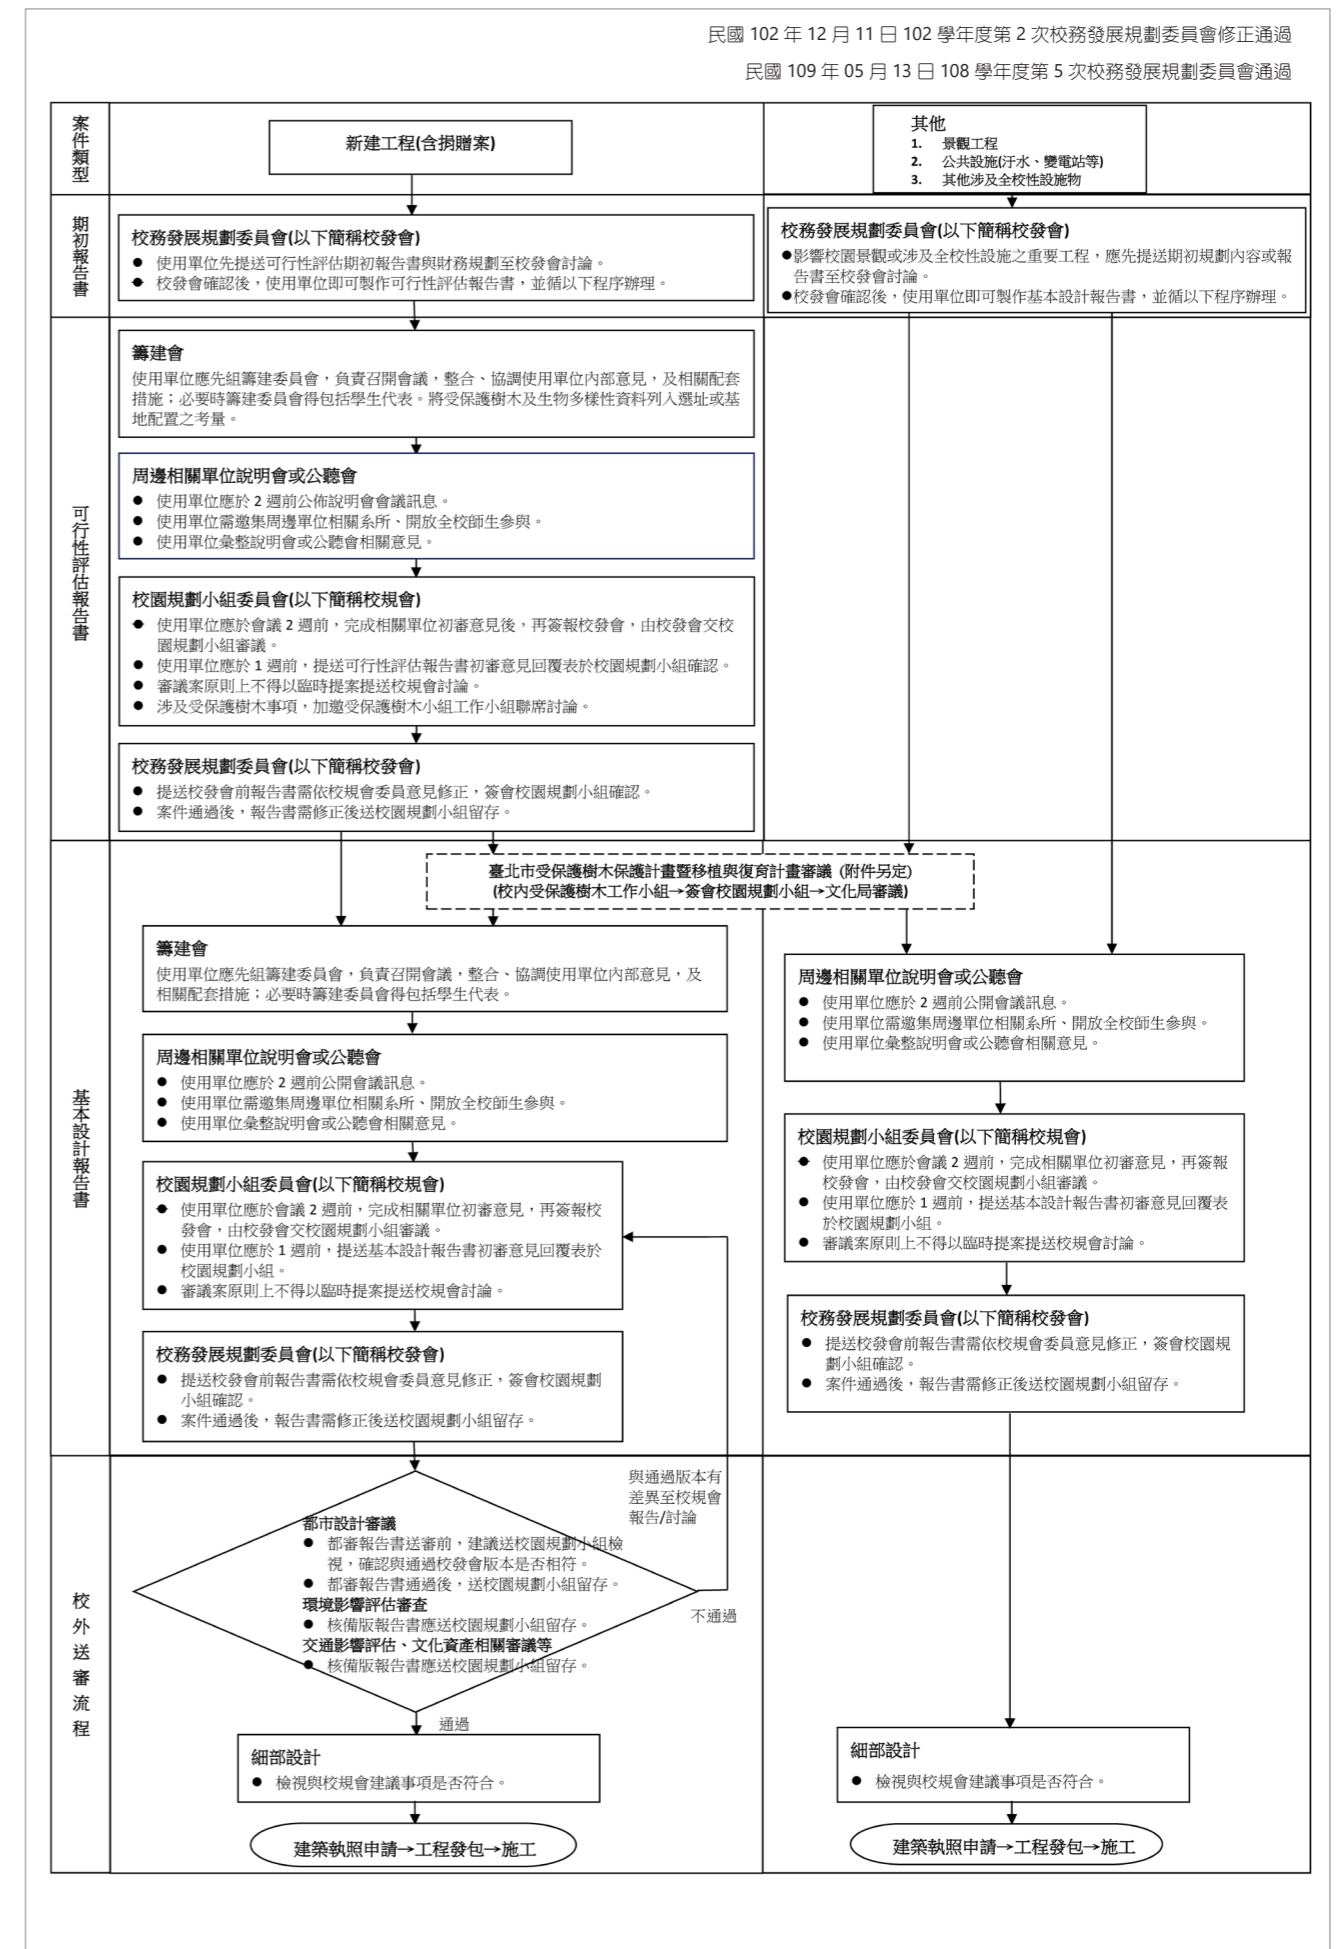 民國 102 年 12 月 11 日 102 學年度第 2 次校務發展規劃委員會修正通過
民國 109 年 05 月 13 日 108 學年度第 5 次校務發展規劃委員會通過
案件類型
新建工程(含捐贈案)
其他
1. 景觀工程
2. 公共設施(汙水、變電站等)
3. 其他涉及全校性設施物
期初報告書
校務發展規劃委員會(以下簡稱校發會)
● 使用單位先提送可行性評估期初報告書與財務規劃至校發會討論。
● 校發會確認後，使用單位即可製作可行性評估報告書，並循以下程序辦理。
校務發展規劃委員會(以下簡稱校發會)
●影響校園景觀或涉及全校性設施之重要工程，應先提送期初規劃內容或報
告書至校發會討論。
●校發會確認後，使用單位即可製作基本設計報告書，並循以下程序辦理。
可行性評估報告書
籌建會
使用單位應先組籌建委員會，負責召開會議，整合、協調使用單位內部意見，及相關配套
措施；必要時籌建委員會得包括學生代表。將受保護樹木及生物多樣性資料列入選址或基
地配置之考量。
周邊相關單位說明會或公聽會
● 使用單位應於 2 週前公佈說明會會議訊息。
● 使用單位需邀集周邊單位相關系所、開放全校師生參與。
● 使用單位彙整說明會或公聽會相關意見。
校園規劃小組委員會(以下簡稱校規會)
● 使用單位應於會議 2 週前，完成相關單位初審意見後，再簽報校發會，由校發會交校
園規劃小組審議。
● 使用單位應於 1 週前，提送可行性評估報告書初審意見回覆表於校園規劃小組確認。
● 審議案原則上不得以臨時提案提送校規會討論。
● 涉及受保護樹木事項，加邀受保護樹木小組工作小組聯席討論。
校務發展規劃委員會(以下簡稱校發會)
● 提送校發會前報告書需依校規會委員意見修正，簽會校園規劃小組確認。
● 案件通過後，報告書需修正後送校園規劃小組留存。
基本設計報告書
臺北市受保護樹木保護計畫暨移植與復育計畫審議 (附件另定)
(校內受保護樹木工作小組→簽會校園規劃小組→文化局審議)
籌建會
使用單位應先組籌建委員會，負責召開會議，整合、協調使用單位內部意見，及
相關配套措施；必要時籌建委員會得包括學生代表。
周邊相關單位說明會或公聽會
● 使用單位應於 2 週前公開會議訊息。
● 使用單位需邀集周邊單位相關系所、開放全校師生參與。
● 使用單位彙整說明會或公聽會相關意見。
校園規劃小組委員會(以下簡稱校規會)
● 使用單位應於會議 2 週前，完成相關單位初審意見，再簽報校
發會，由校發會交校園規劃小組審議。
● 使用單位應於 1 週前，提送基本設計報告書初審意見回覆表於
校園規劃小組。
● 審議案原則上不得以臨時提案提送校規會討論。
校務發展規劃委員會(以下簡稱校發會)
● 提送校發會前報告書需依校規會委員意見修正，簽會校園規劃
小組確認。
● 案件通過後，報告書需修正後送校園規劃小組留存。
周邊相關單位說明會或公聽會
● 使用單位應於 2 週前公開會議訊息。
● 使用單位需邀集周邊單位相關系所、開放全校師生參與。
● 使用單位彙整說明會或公聽會相關意見。
校園規劃小組委員會(以下簡稱校規會)
● 使用單位應於會議 2 週前，完成相關單位初審意見，再簽報
校發會，由校發會交校園規劃小組審議。
● 使用單位應於 1 週前，提送基本設計報告書初審意見回覆表
於校園規劃小組。
● 審議案原則上不得以臨時提案提送校規會討論。
校務發展規劃委員會(以下簡稱校發會)
● 提送校發會前報告書需依校規會委員意見修正，簽會校園規
劃小組確認。
● 案件通過後，報告書需修正後送校園規劃小組留存。
校外送審流程
與通過版本有
差異至校規會
報告/討論
都市設計審議
● 都審報告書送審前，建議送校園規劃小組檢
視，確認與通過校發會版本是否相符。
● 都審報告書通過後，送校園規劃小組留存。
環境影響評估審查
● 核備版報告書應送校園規劃小組留存。
交通影響評估、文化資產相關審議等
● 核備版報告書應送校園規劃小組留存。
不通過
通過
細部設計
● 檢視與校規會建議事項是否符合。
建築執照申請→工程發包→施工
細部設計
● 檢視與校規會建議事項是否符合。
建築執照申請→工程發包→施工